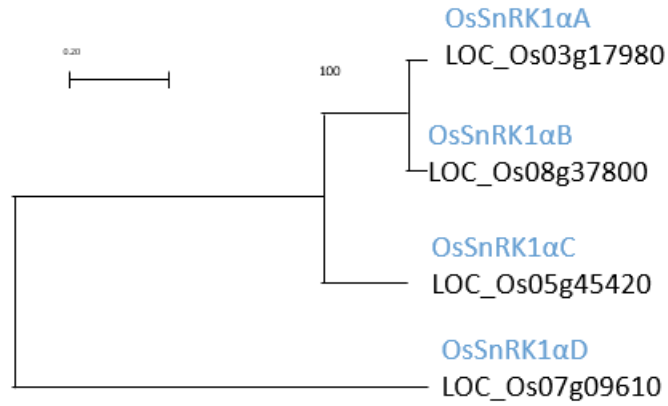 OsSnRK1αA
0.20
LOC_Os03g17980
100
OsSnRK1αB
LOC_Os08g37800
OsSnRK1αC
LOC_Os05g45420
OsSnRK1αD
LOC_Os07g09610